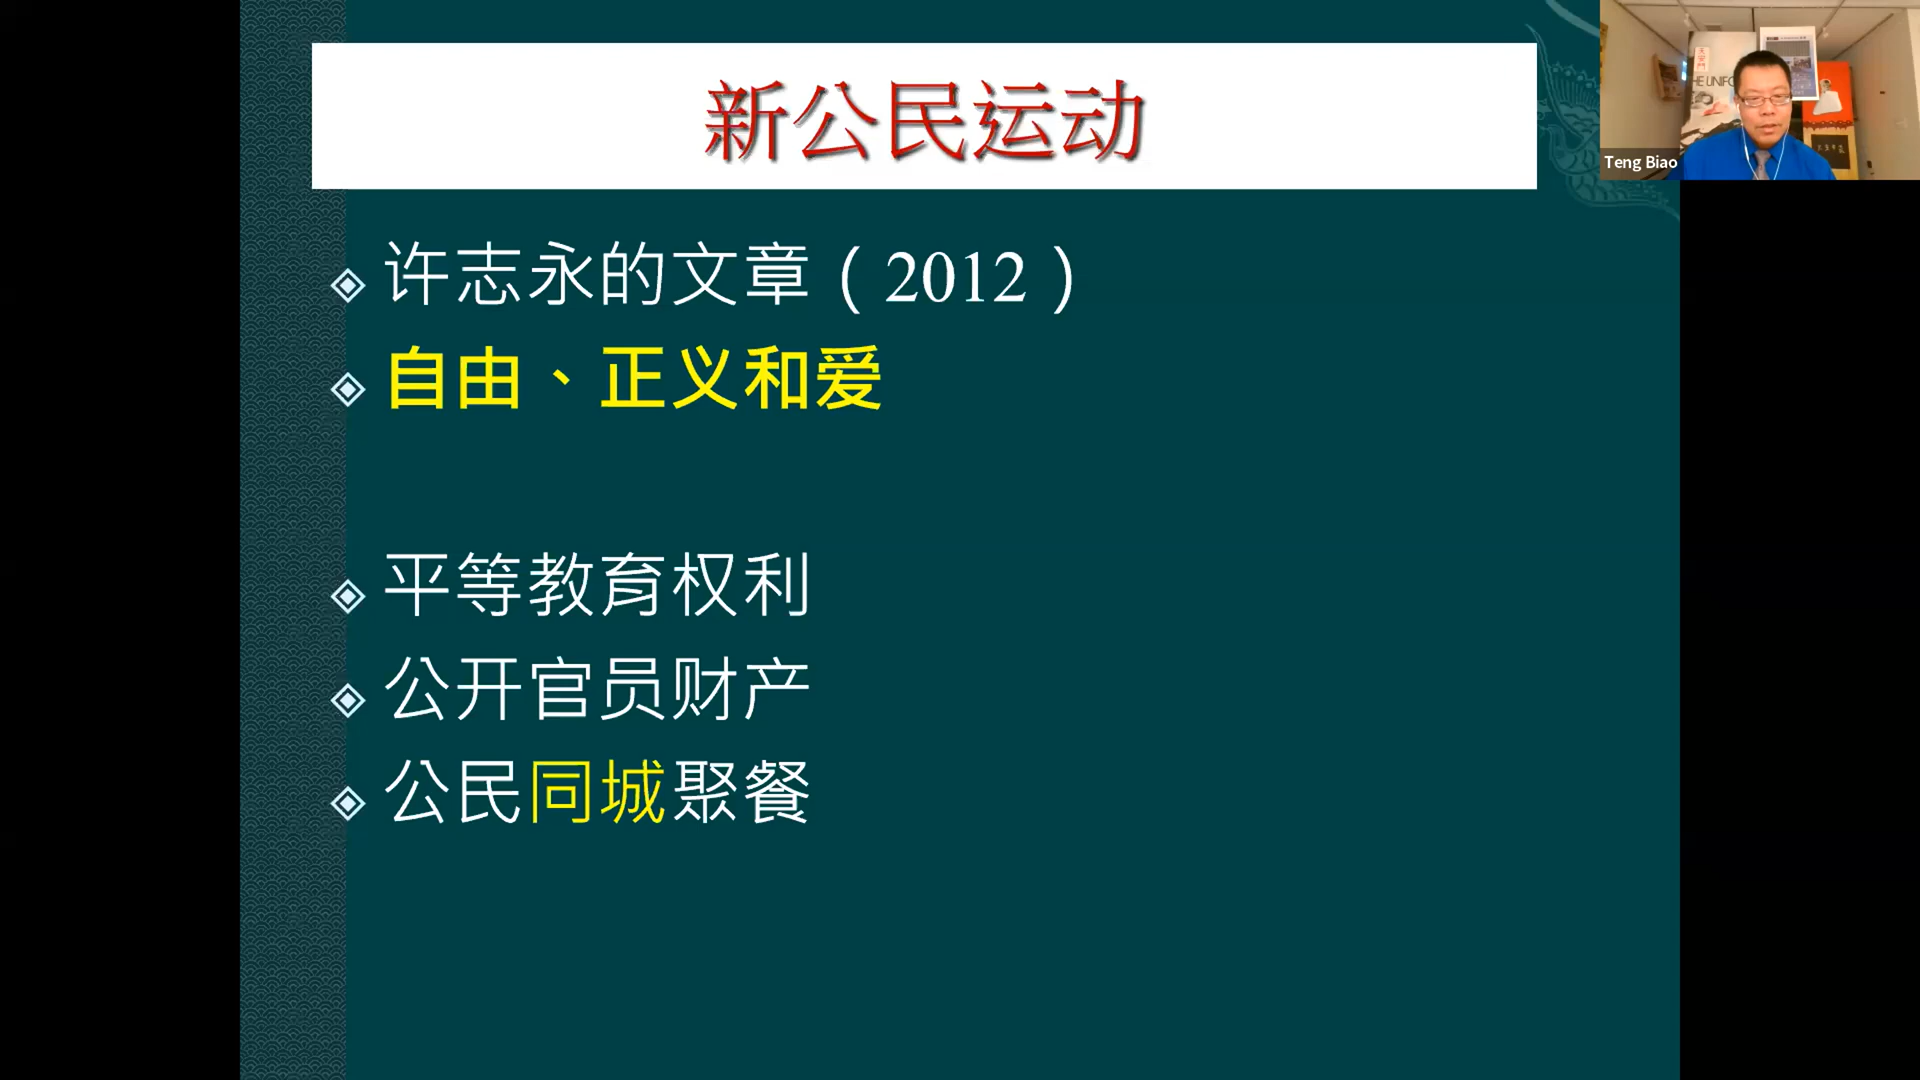 新公民运动
许志永的文章（2012）
自由、正义和爱
平等教育权利
公开官员财产
公民同城聚餐
Teng Biao